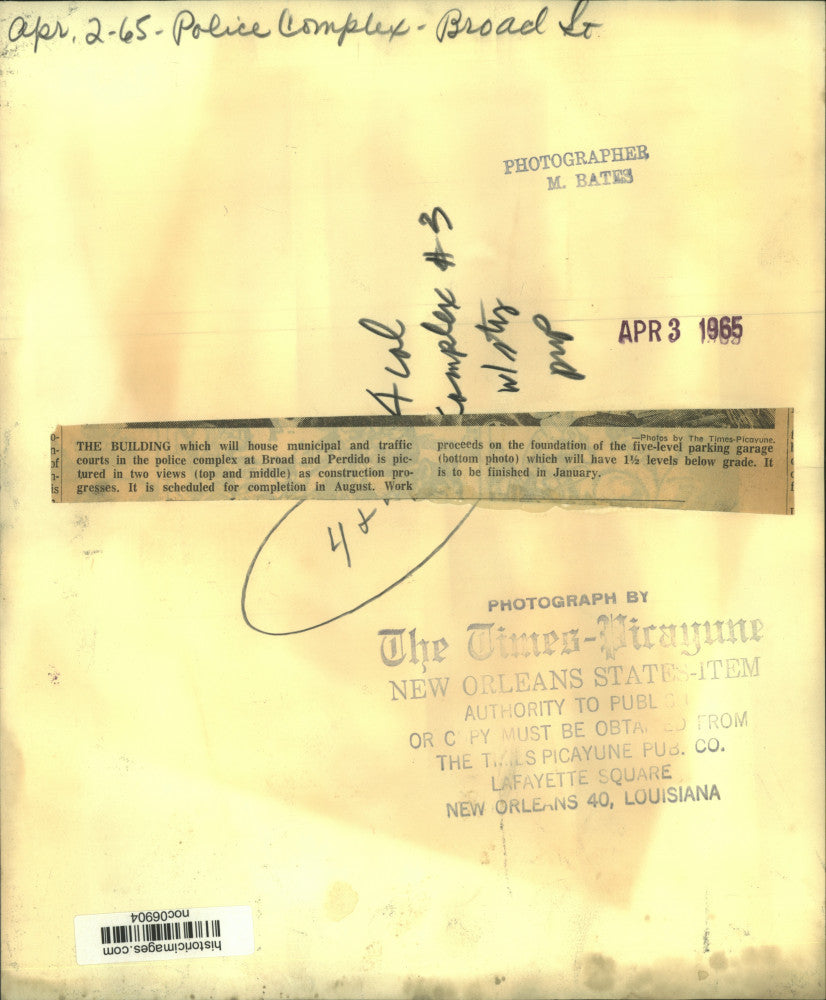 Apr. 2-65 - Police Complex - Broad St
PHOTOGRAPHER
M. BATES
4 col
Complex #3
w/ sty
pmp
APR 3 1965
—Photos by The Times-Picayune.
THE BUILDING which will house municipal and traffic
courts in the police complex at Broad and Perdido is pic-
tured in two views (top and middle) as construction pro-
gresses. It is scheduled for completion in August. Work
proceeds on the foundation of the five-level parking garage
(bottom photo) which will have 1½ levels below grade. It
is to be finished in January.
4 x
PHOTOGRAPH BY
The Times-Picayune
NEW ORLEANS STATES-ITEM
AUTHORITY TO PUBL
OR C PY MUST BE OBTA ED FROM
THE TIMES PICAYUNE PUB. CO.
LAFAYETTE SQUARE
NEW ORLEANS 40, LOUISIANA
historicimages.com
noc06904